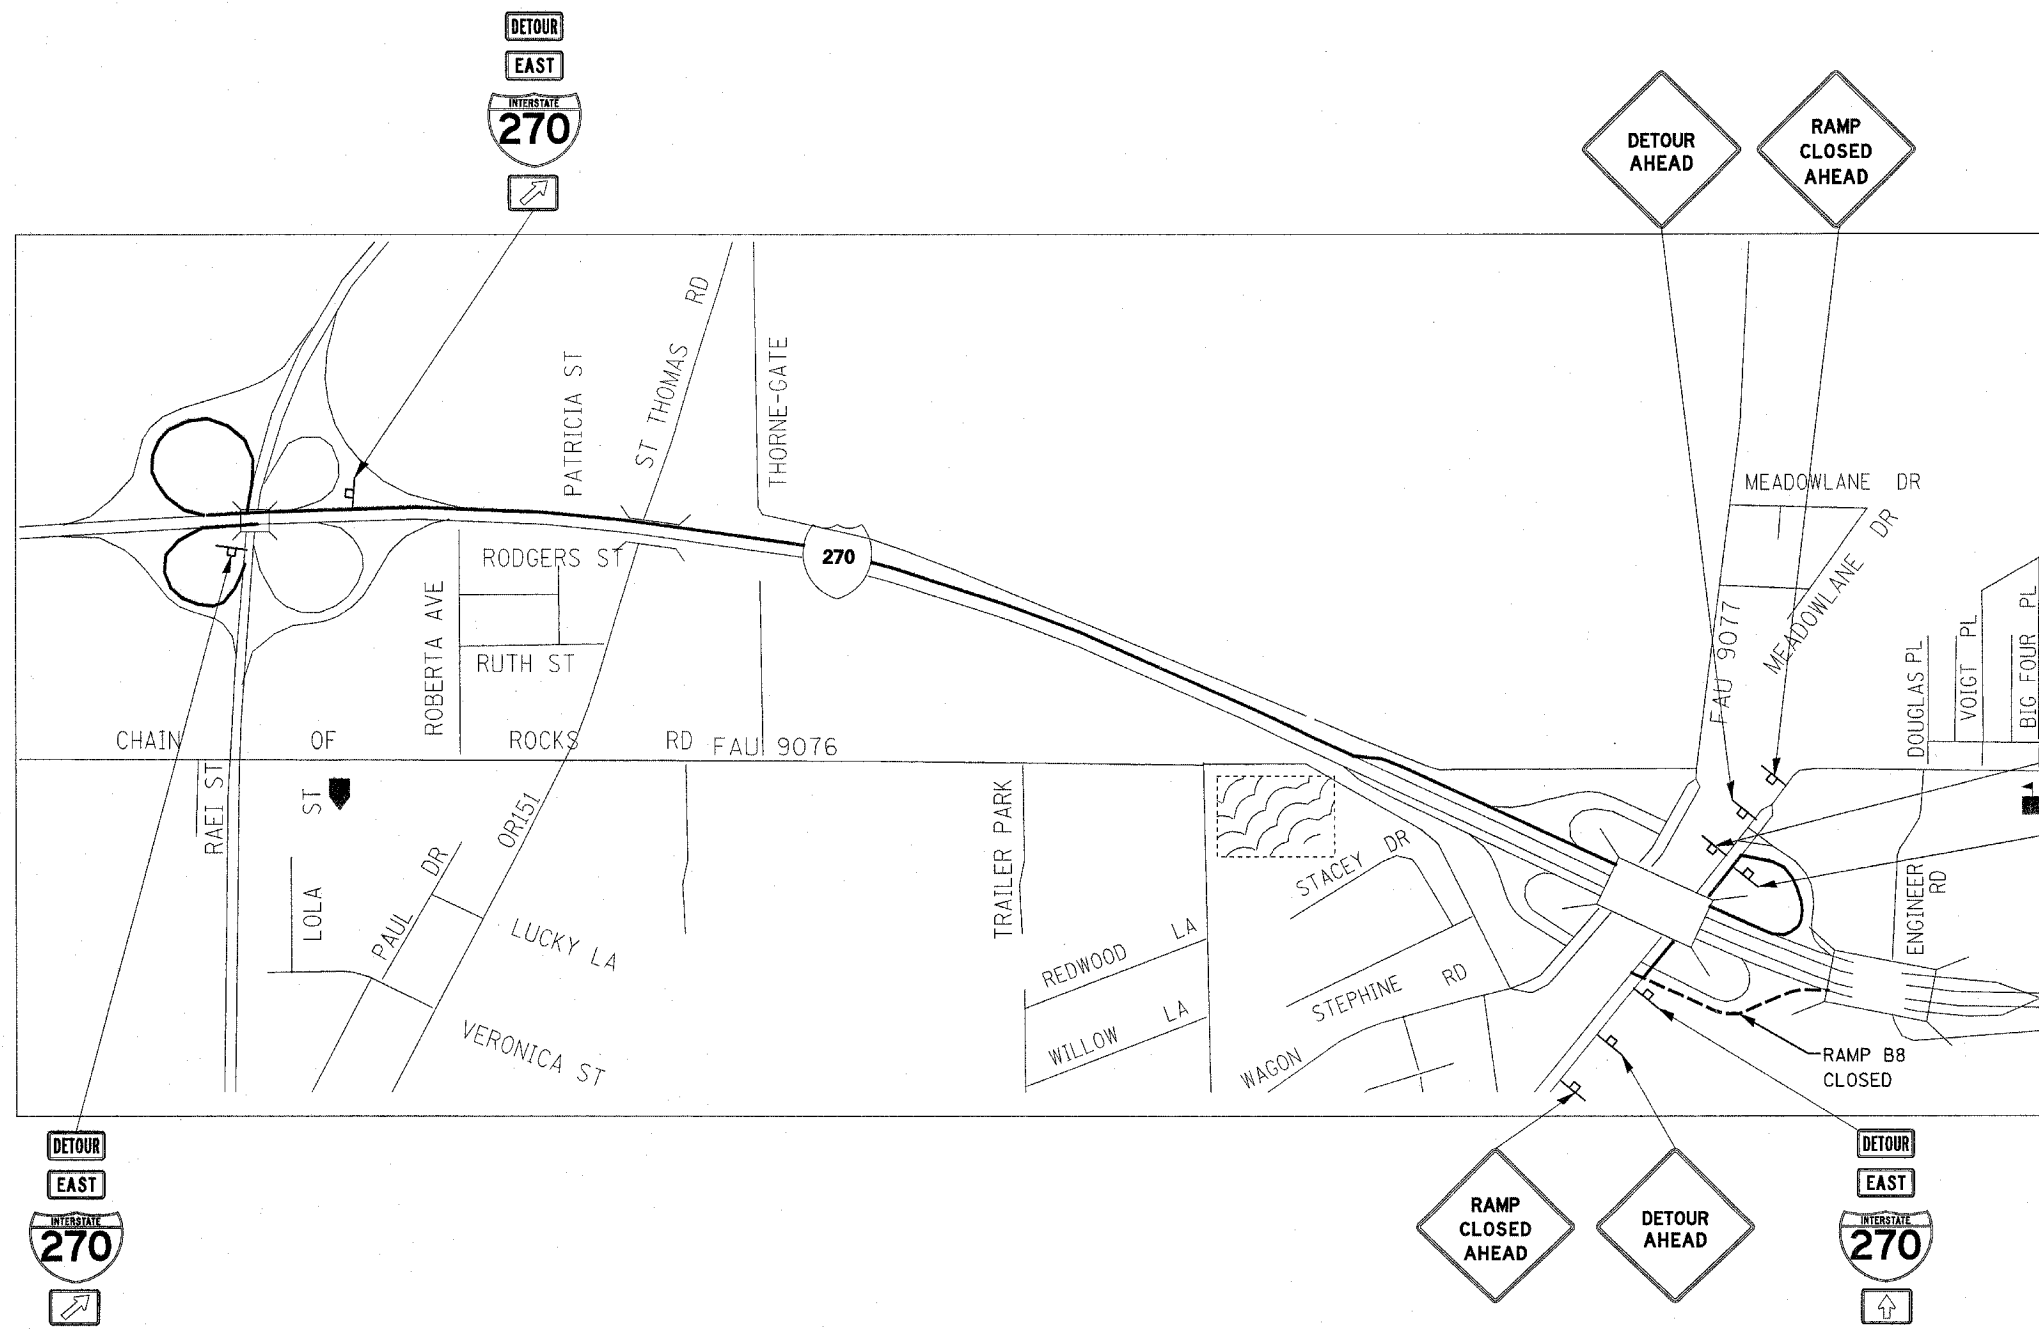 DETOUR
EAST
INTERSTATE
270
DETOUR
AHEAD
RAMP
CLOSED
AHEAD
PATRICIA ST
ST THOMAS RD
THORNE-GATE
MEADOWLANE DR
MEADOWLANE DR
270
RODGERS ST
ROBERTA AVE
RUTH ST
FAU 9077
DOUGLAS PL
VOIGT PL
BIG FOUR PL
CHAIN OF ROCKS RD FAU 9076
RAEI ST
LOLA ST
PAUL DR
OR151
LUCKY LA
VERONICA ST
TRAILER PARK
STACEY DR
REDWOOD LA
WILLOW LA
STEPHINE RD
WAGON
ENGINEER
RD
RAMP B8
CLOSED
DETOUR
EAST
INTERSTATE
270
RAMP
CLOSED
AHEAD
DETOUR
AHEAD
DETOUR
EAST
INTERSTATE
270